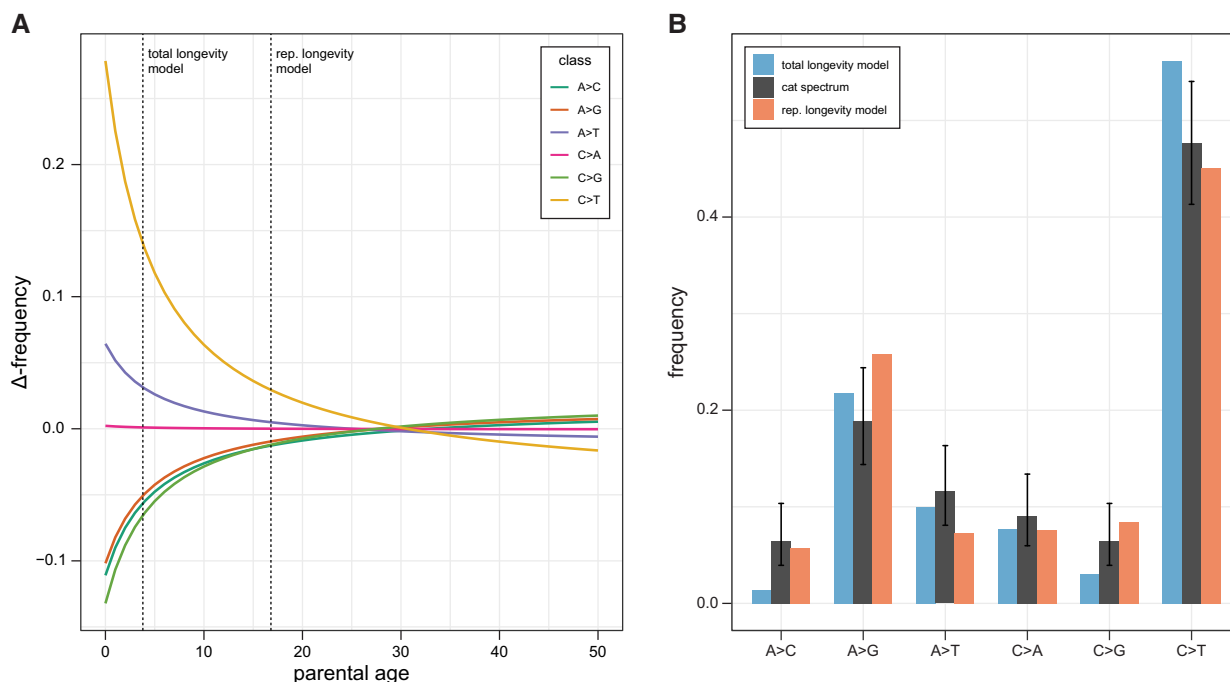 A
total longevity
model
rep. longevity
model
class
A>C
A>G
A>T
C>A
C>G
C>T
Δ-frequency
0.2
0.1
0.0
−0.1
0
10
20
30
40
50
parental age
B
total longevity model
cat spectrum
rep. longevity model
frequency
0.4
0.2
0.0
A>C
A>G
A>T
C>A
C>G
C>T